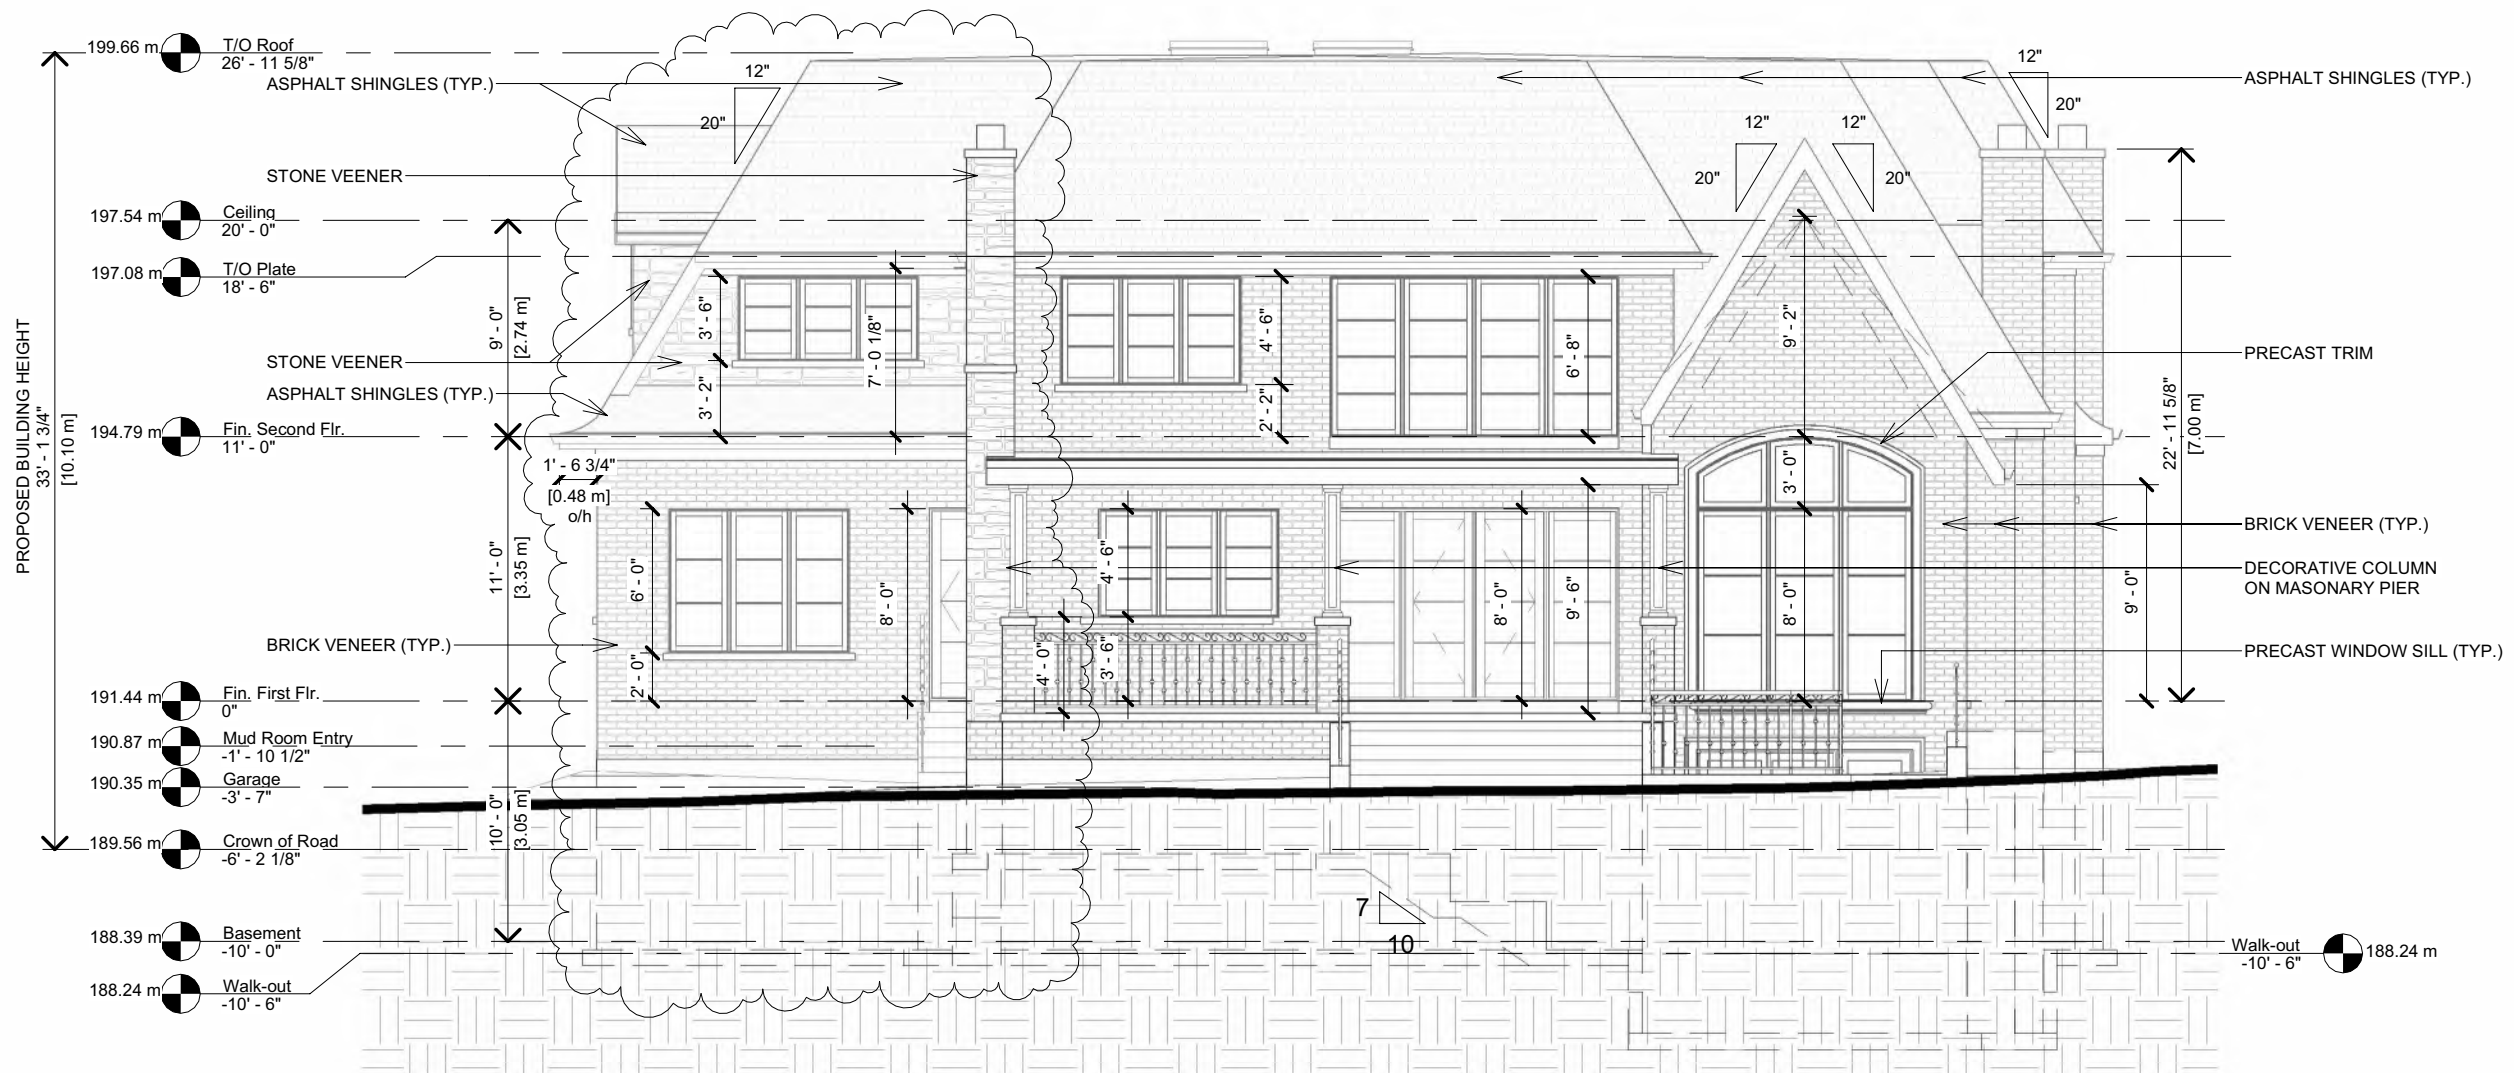 199.66 m
T/O Roof
26' - 11 5/8"
ASPHALT SHINGLES (TYP.)
12"
20"
STONE VEENER
197.54 m
Ceiling
20' - 0"
197.08 m
T/O Plate
18' - 6"
PROPOSED BUILDING HEIGHT
33' - 1 3/4"
[10.10 m]
9' - 0"
[2.74 m]
STONE VEENER
ASPHALT SHINGLES (TYP.)
194.79 m
Fin. Second Flr.
11' - 0"
1' - 6 3/4"
[0.48 m]
o/h
11' - 0"
[3.35 m]
BRICK VENEER (TYP.)
191.44 m
Fin. First Flr.
0"
190.87 m
Mud Room Entry
-1' - 10 1/2"
190.35 m
Garage
-3' - 7"
10' - 0"
[3.05 m]
189.56 m
Crown of Road
-6' - 2 1/8"
188.39 m
Basement
-10' - 0"
188.24 m
Walk-out
-10' - 6"
3' - 6"
3' - 2"
7' - 0 1/8"
6' - 0"
2' - 0"
8' - 0"
4' - 6"
2' - 2"
6' - 8"
4' - 6"
4' - 0"
3' - 6"
8' - 0"
9' - 6"
12"
20"
12"
20"
9' - 2"
3' - 0"
8' - 0"
7
10
12"
20"
ASPHALT SHINGLES (TYP.)
22' - 11 5/8"
[7.00 m]
9' - 0"
PRECAST TRIM
BRICK VENEER (TYP.)
DECORATIVE COLUMN
ON MASONARY PIER
PRECAST WINDOW SILL (TYP.)
Walk-out
-10' - 6"
188.24 m